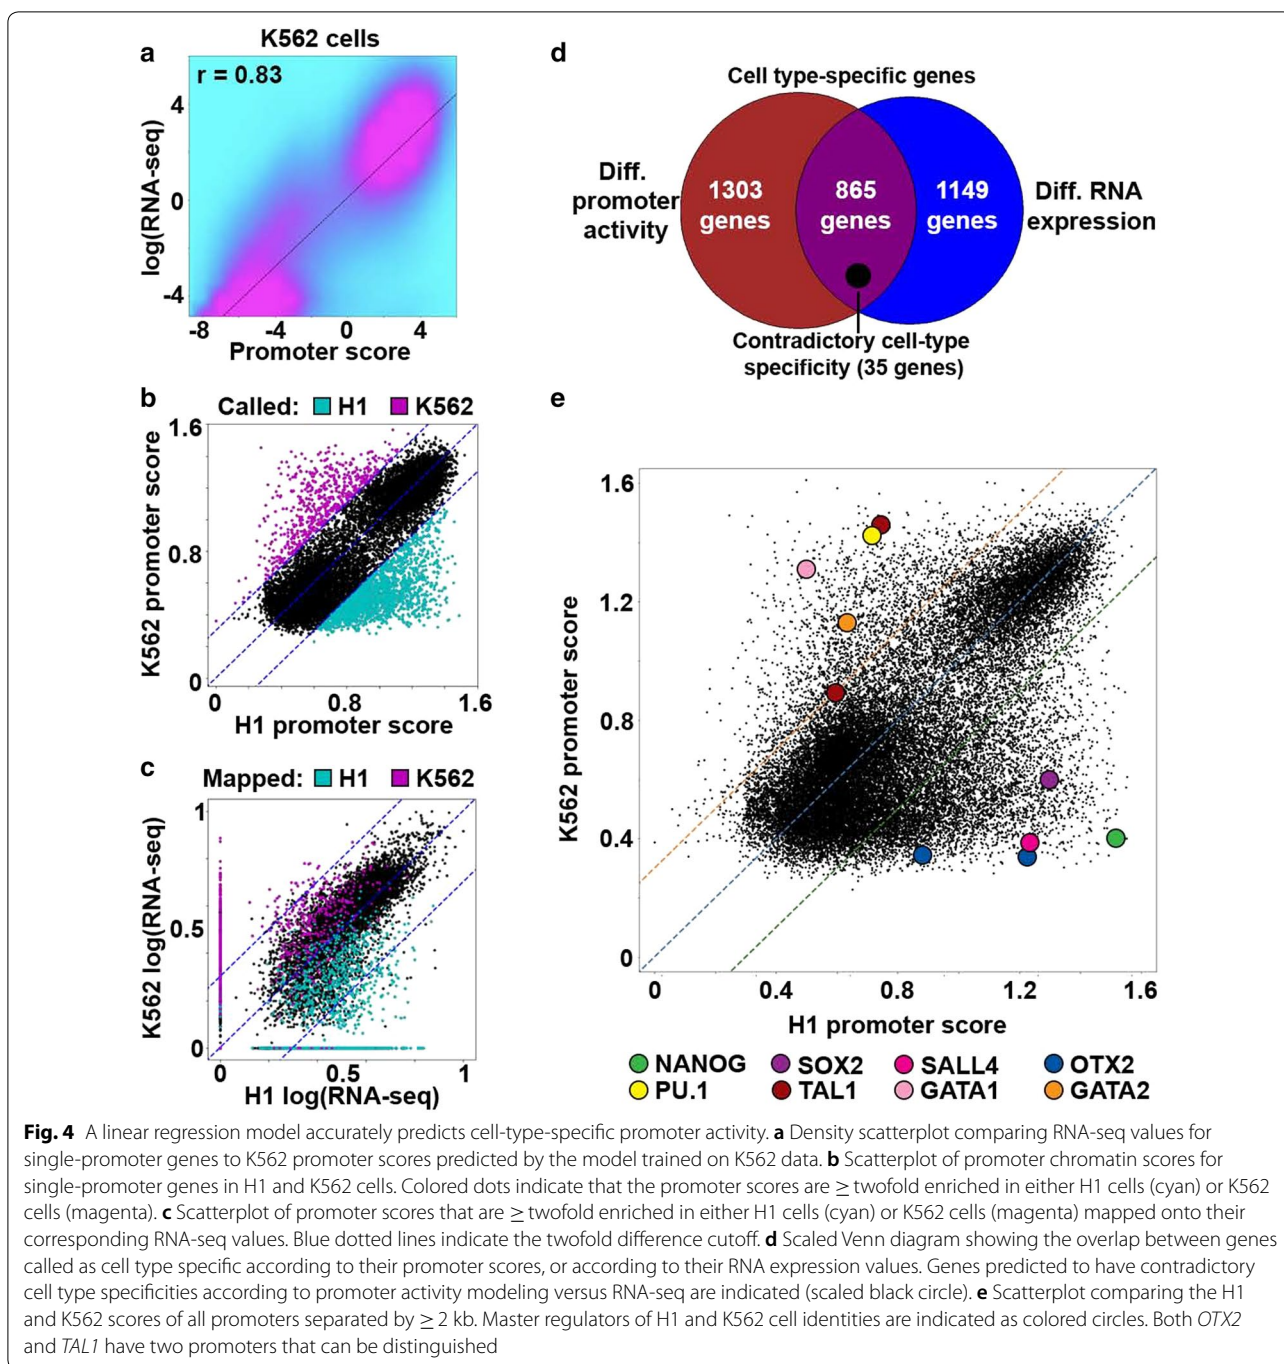 a
K562 cells
r = 0.83
log(RNA-seq)
4
0
-4
-8 -4 0 4
Promoter score
b
Called: H1 K562
K562 promoter score
1.6
0.8
0
0 0.8 1.6
H1 promoter score
c
Mapped: H1 K562
K562 log(RNA-seq)
1
0.5
0
0 0.5 1
H1 log(RNA-seq)
d
Cell type-specific genes
Diff.
promoter
activity
1303
genes
865
genes
1149
genes
Diff. RNA
expression
Contradictory cell-type
specificity (35 genes)
e
K562 promoter score
1.6
1.2
0.8
0.4
0
0 0.4 0.8 1.2 1.6
H1 promoter score
NANOG SOX2 SALL4 OTX2
PU.1 TAL1 GATA1 GATA2
Fig. 4 A linear regression model accurately predicts cell-type-specific promoter activity. a Density scatterplot comparing RNA-seq values for
single-promoter genes to K562 promoter scores predicted by the model trained on K562 data. b Scatterplot of promoter chromatin scores for
single-promoter genes in H1 and K562 cells. Colored dots indicate that the promoter scores are ≥ twofold enriched in either H1 cells (cyan) or K562
cells (magenta). c Scatterplot of promoter scores that are ≥ twofold enriched in either H1 cells (cyan) or K562 cells (magenta) mapped onto their
corresponding RNA-seq values. Blue dotted lines indicate the twofold difference cutoff. d Scaled Venn diagram showing the overlap between genes
called as cell type specific according to their promoter scores, or according to their RNA expression values. Genes predicted to have contradictory
cell type specificities according to promoter activity modeling versus RNA-seq are indicated (scaled black circle). e Scatterplot comparing the H1
and K562 scores of all promoters separated by ≥ 2 kb. Master regulators of H1 and K562 cell identities are indicated as colored circles. Both OTX2
and TAL1 have two promoters that can be distinguished